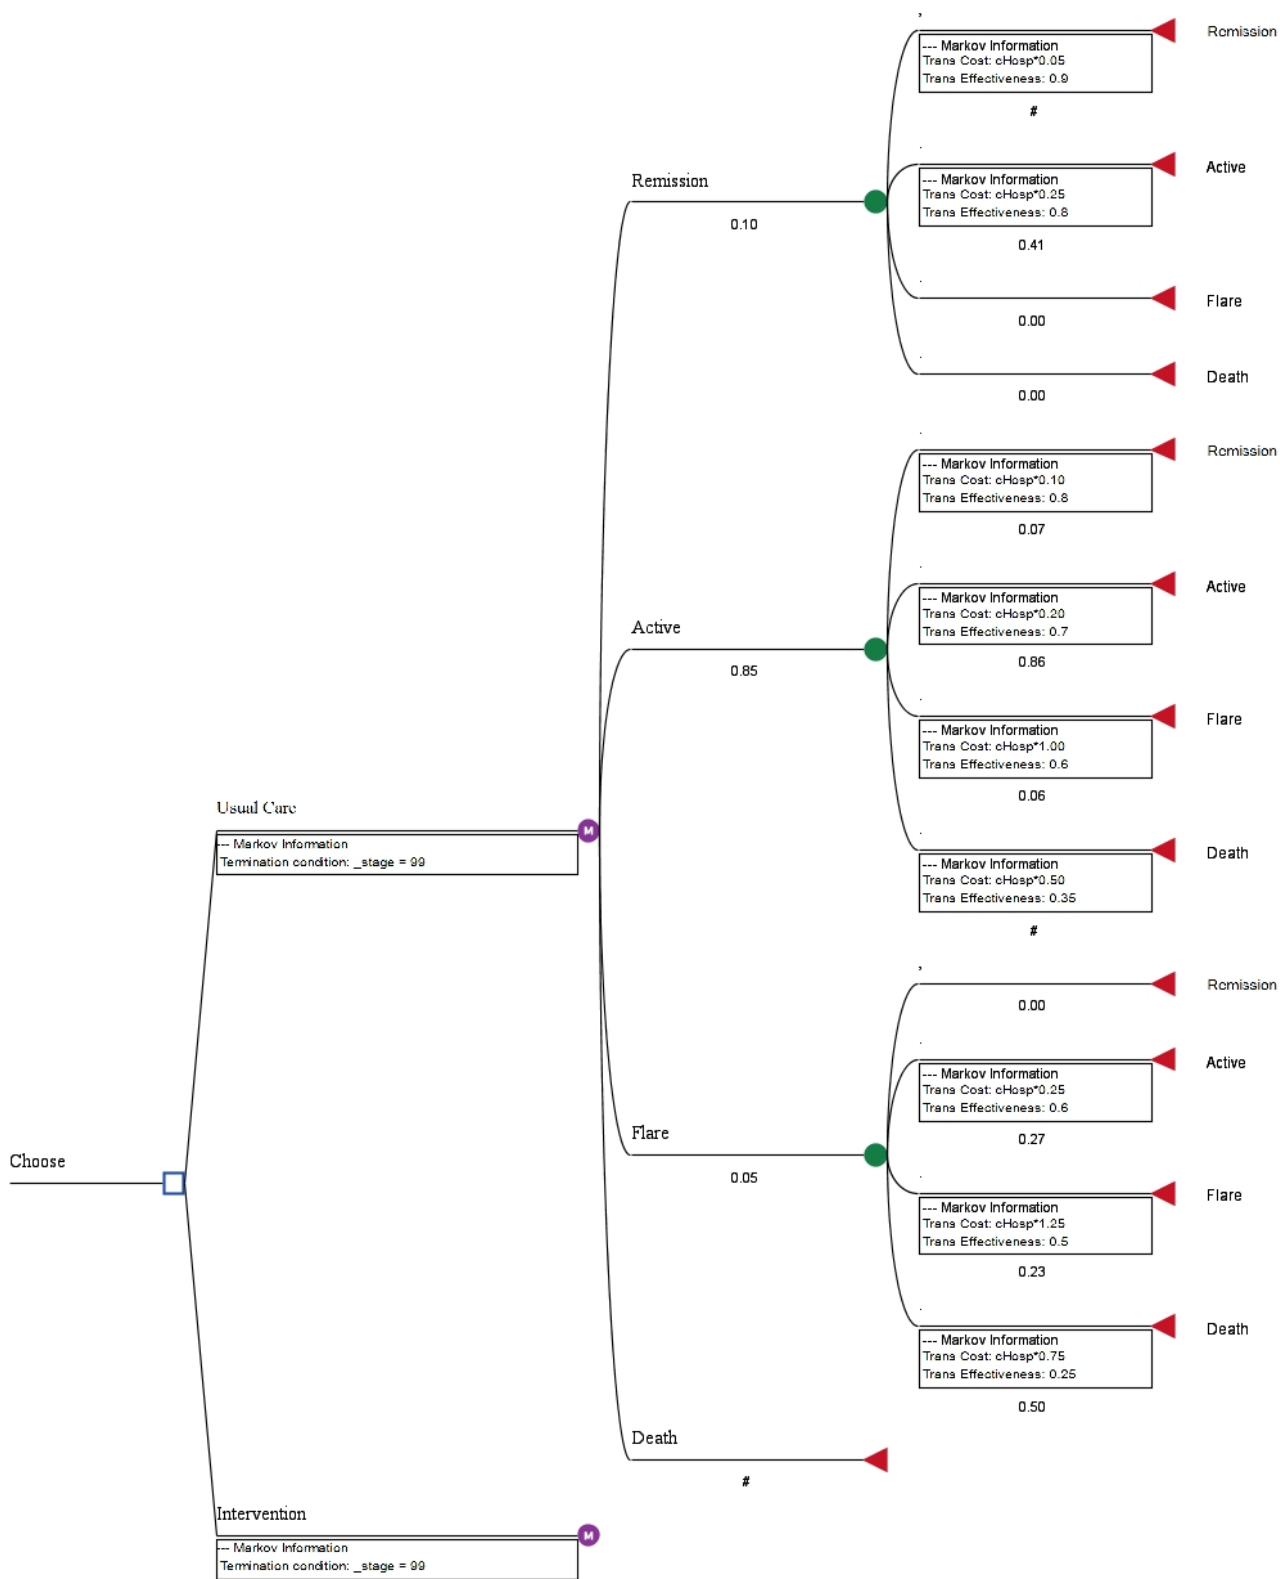 Remission
--- Markov Information
Trans Cost: cHosp*0.05
Trans Effectiveness: 0.9
#
Active
--- Markov Information
Trans Cost: cHosp*0.25
Trans Effectiveness: 0.8
0.41
Remission
0.10
Flare
0.00
Death
0.00
Remission
--- Markov Information
Trans Cost: cHosp*0.10
Trans Effectiveness: 0.8
0.07
Active
--- Markov Information
Trans Cost: cHosp*0.20
Trans Effectiveness: 0.7
0.86
Active
0.85
Flare
--- Markov Information
Trans Cost: cHosp*1.00
Trans Effectiveness: 0.6
0.06
Usual Care
--- Markov Information
Termination condition: _stage = 99
M
Death
--- Markov Information
Trans Cost: cHosp*0.50
Trans Effectiveness: 0.35
#
Remission
0.00
Active
--- Markov Information
Trans Cost: cHosp*0.25
Trans Effectiveness: 0.6
0.27
Flare
0.05
Choose
Flare
--- Markov Information
Trans Cost: cHosp*1.25
Trans Effectiveness: 0.5
0.23
Death
--- Markov Information
Trans Cost: cHosp*0.75
Trans Effectiveness: 0.25
0.50
Death
#
Intervention
--- Markov Information
Termination condition: _stage = 99
M